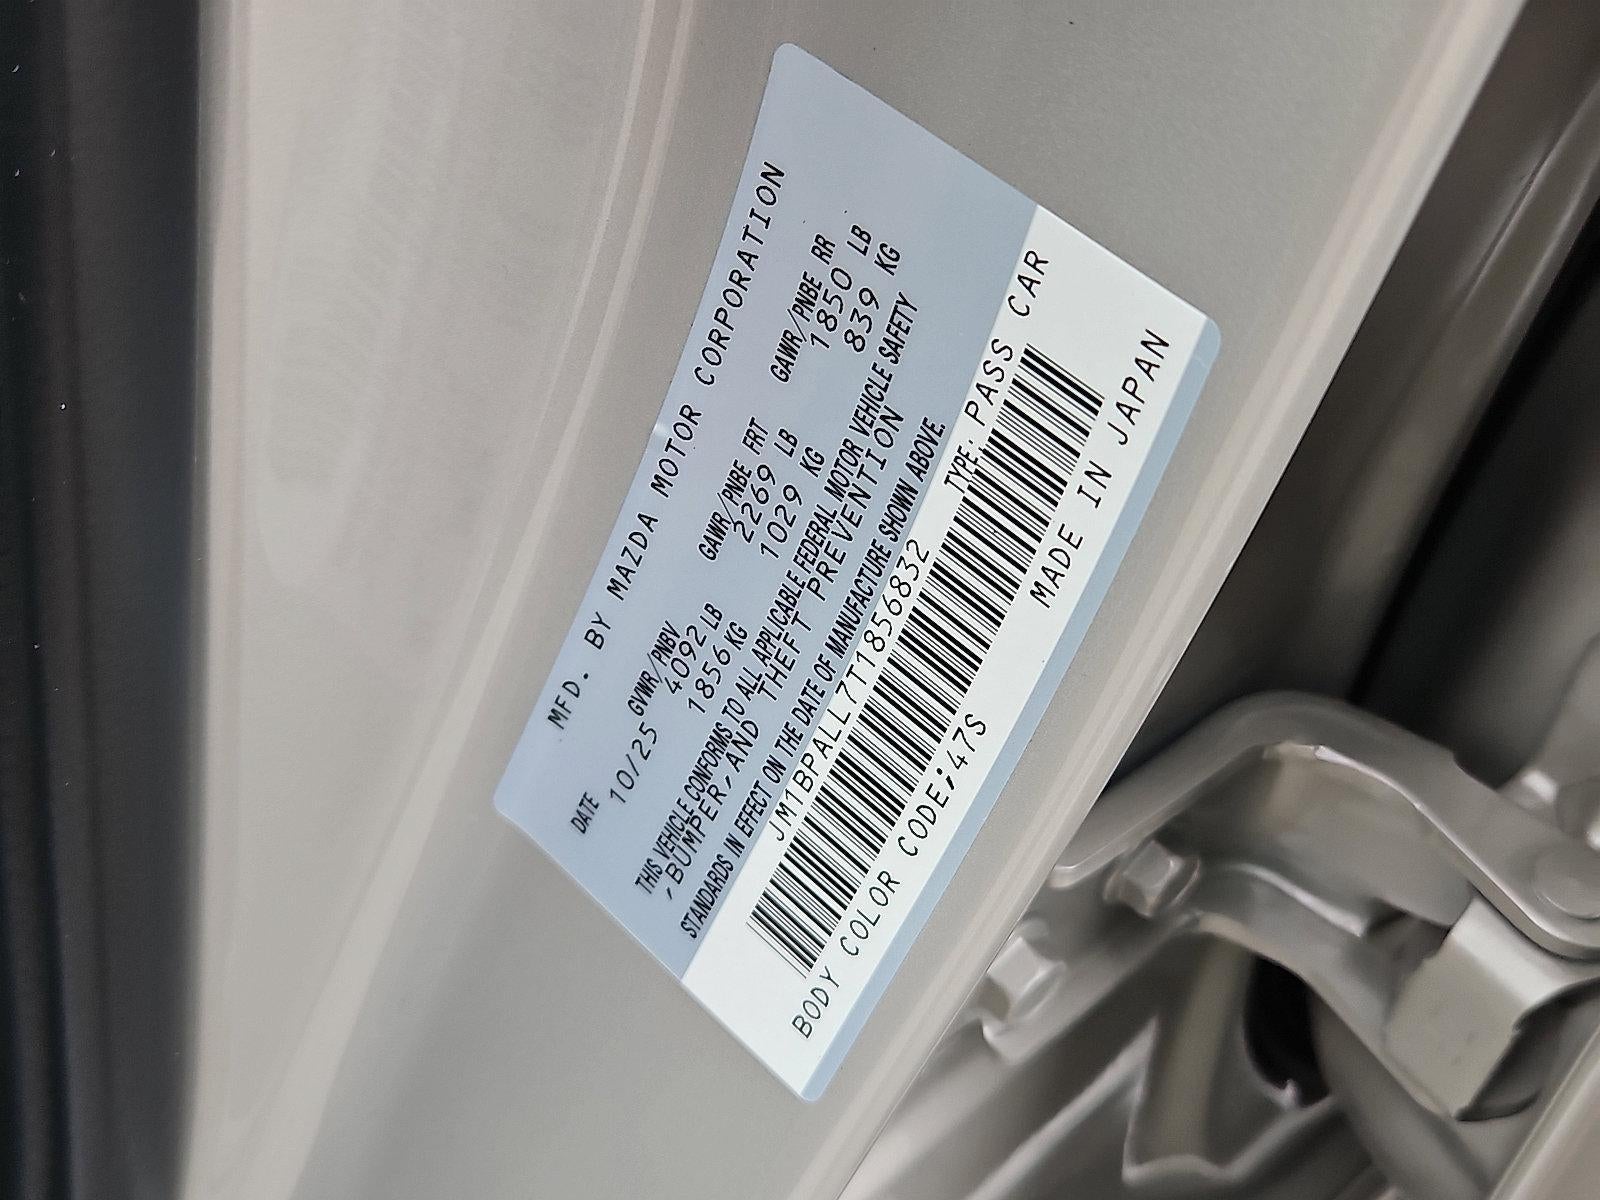 MFD. BY MAZDA MOTOR CORPORATION
DATE GVWR/PNBV GAWR/PNBE FRT GAWR/PNBE RR
10/25 4092 LB 2269 LB 1850 LB
1856 KG 1029 KG 839 KG
THIS VEHICLE CONFORMS TO ALL APPLICABLE FEDERAL MOTOR VEHICLE SAFETY
,BUMPER,AND THEFT PREVENTION
STANDARDS IN EFFECT ON THE DATE OF MANUFACTURE SHOWN ABOVE.
JM1BPALL7T1856832 TYPE. PASS CAR
BODY COLOR CODE;47S MADE IN JAPAN